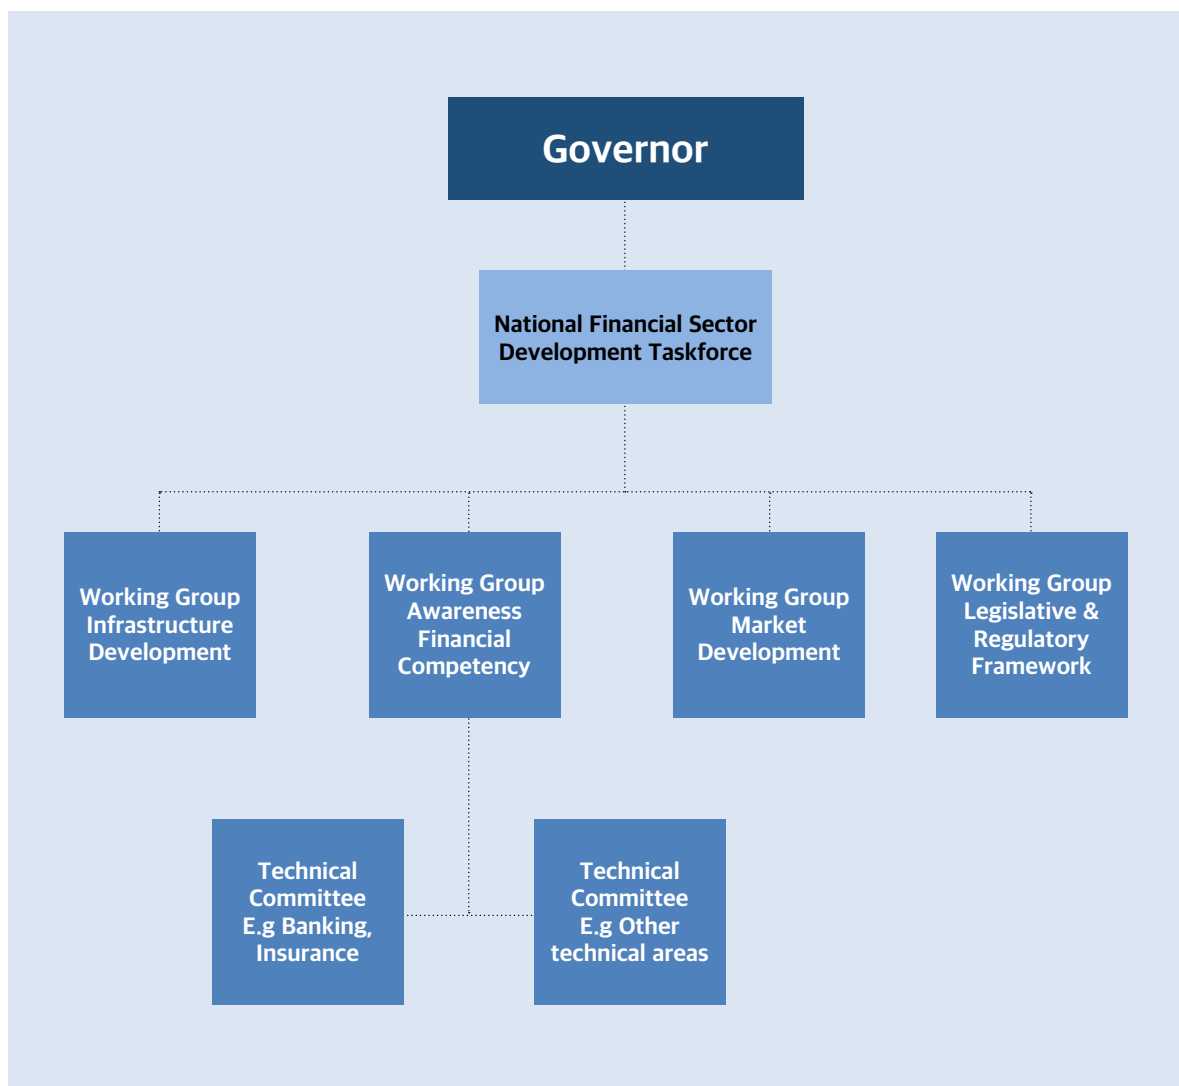 Governor
National Financial Sector
Development Taskforce
Working Group
Infrastructure
Development
Working Group
Awareness
Financial
Competency
Working Group
Market
Development
Working Group
Legislative &
Regulatory
Framework
Technical
Committee
E.g Banking,
Insurance
Technical
Committee
E.g Other
technical areas